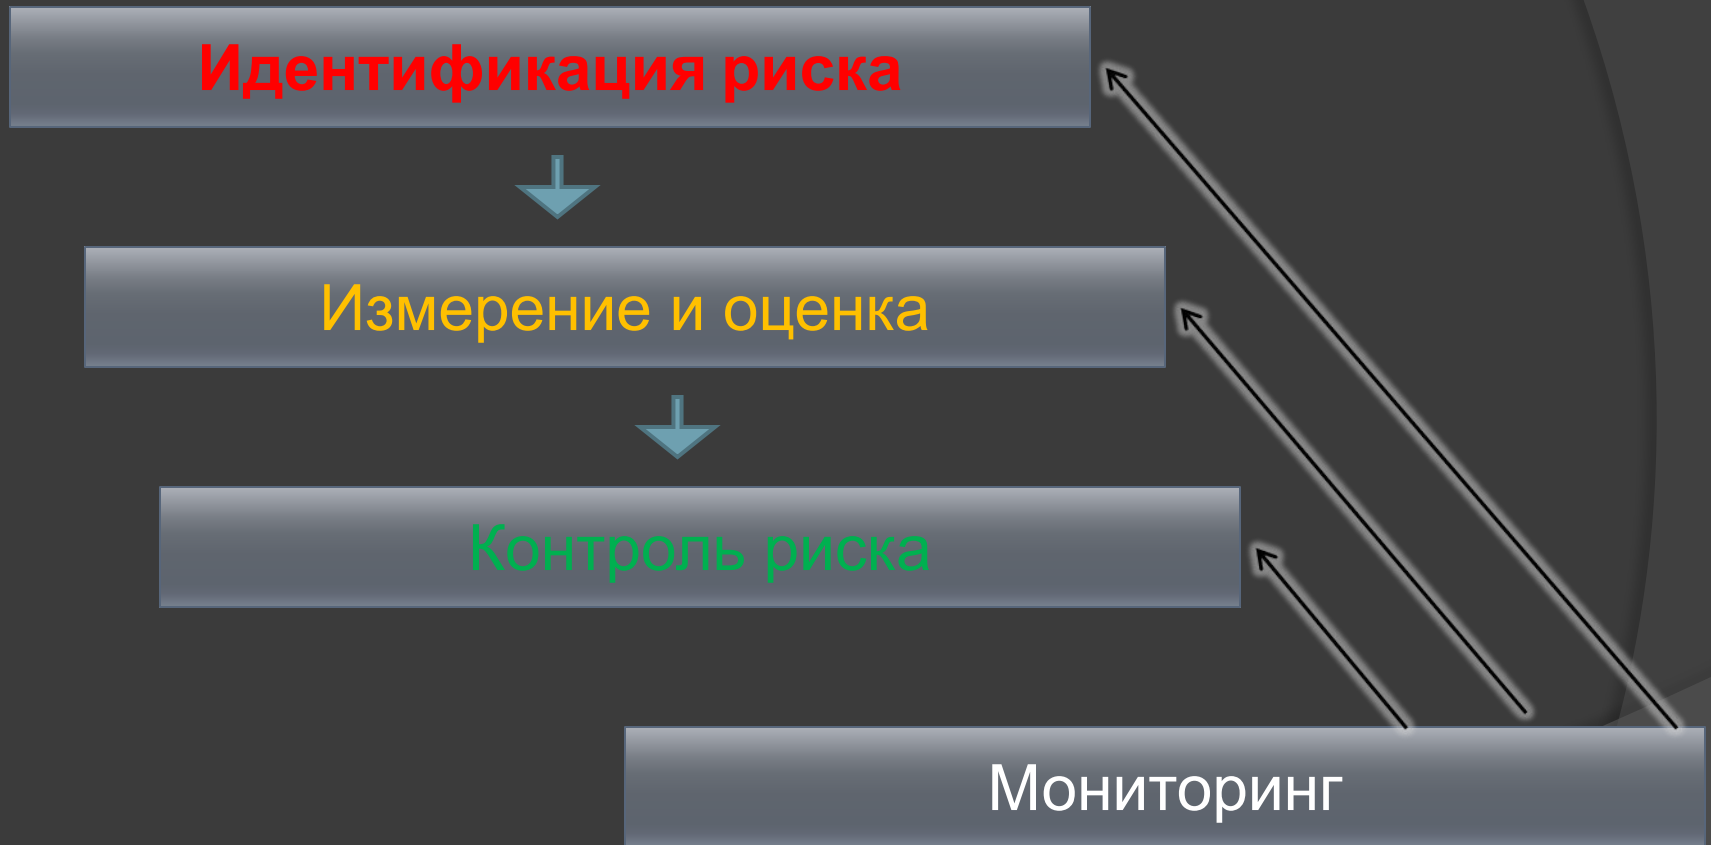 Идентификация риска
Измерение и оценка
Контроль риска
Мониторинг